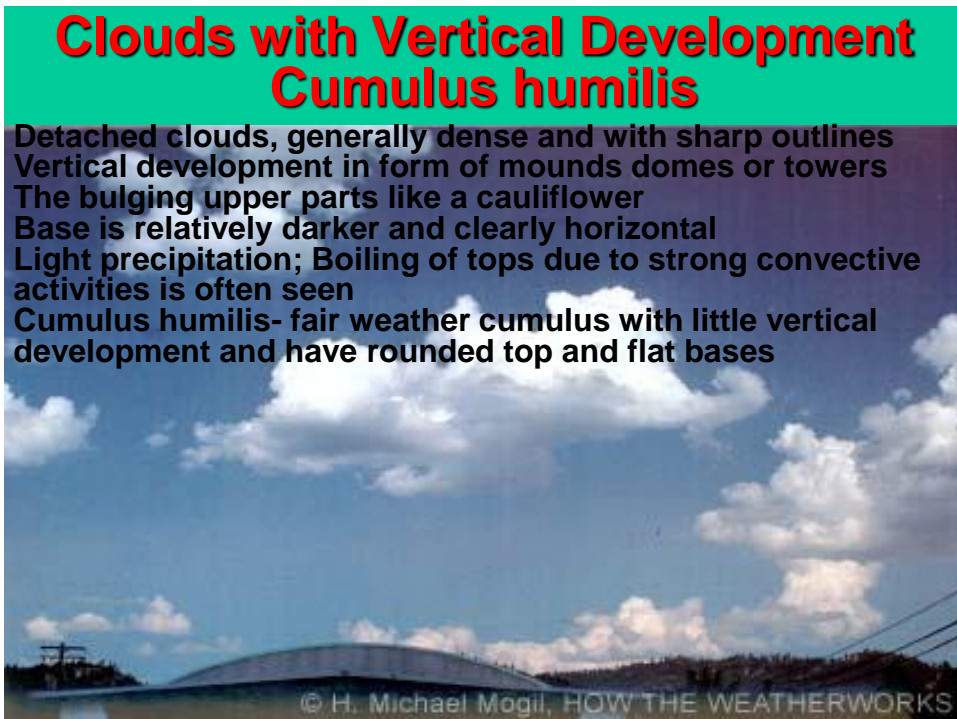 Clouds with Vertical Development
Cumulus humilis
Detached clouds, generally dense and with sharp outlines
Vertical development in form of mounds domes or towers
The bulging upper parts like a cauliflower
Base is relatively darker and clearly horizontal
Light precipitation; Boiling of tops due to strong convective
activities is often seen
Cumulus humilis- fair weather cumulus with little vertical
development and have rounded top and flat bases
© H. Michael Mogil, HOW THE WEATHERWORKS